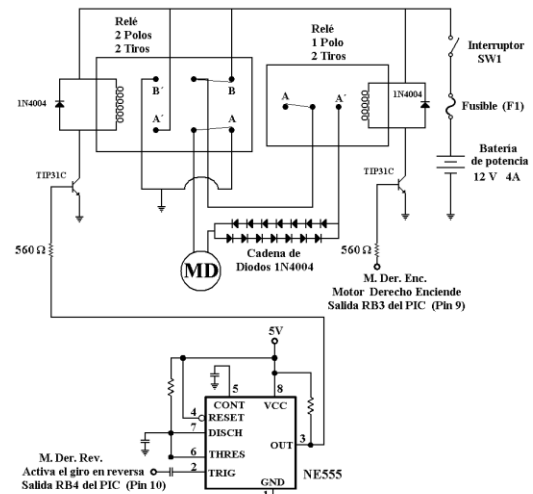 Relé
2 Polos
2 Tiros
Relé
1 Polo
2 Tiros
Interruptor
SW1
1N4004
B´
B
A
A´
1N4004
Fusible (F1)
A´
A
Batería
de potencia
12 V 4A
TIP31C
TIP31C
560 Ω
560 Ω
MD
Cadena de
Diodos 1N4004
M. Der. Enc.
Motor Derecho Enciende
Salida RB3 del PIC (Pin 9)
5V
5
8
CONT
VCC
4
RESET
7
DISCH
OUT
3
6
THRES
M. Der. Rev.
Activa el giro en reversa
Salida RB4 del PIC (Pin 10)
2
TRIG
NE555
GND
1